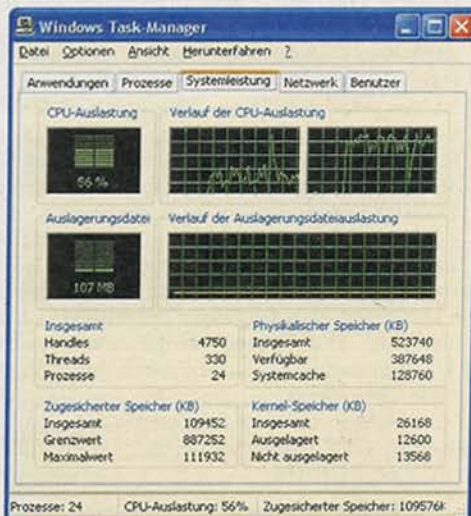 Windows Task-Manager
Datei Optionen Ansicht Herunterfahren ?
Anwendungen Prozesse Systemleistung Netzwerk Benutzer
CPU-Auslastung Verlauf der CPU-Auslastung
56 %
Auslagerungsdatei Verlauf der Auslagerungsdateiauslastung
107 MB
Insgesamt
Handles 4750
Threads 330
Prozesse 24
Physikalischer Speicher (KB)
Insgesamt 523740
Verfügbar 387648
Systemcache 128760
Zugesicherter Speicher (KB)
Insgesamt 109452
Grenzwert 887252
Maximalwert 111932
Kernel-Speicher (KB)
Insgesamt 26168
Ausgelagert 12600
Nicht ausgelagert 13568
Prozesse: 24 CPU-Auslastung: 56% Zugesicherter Speicher: 109576K